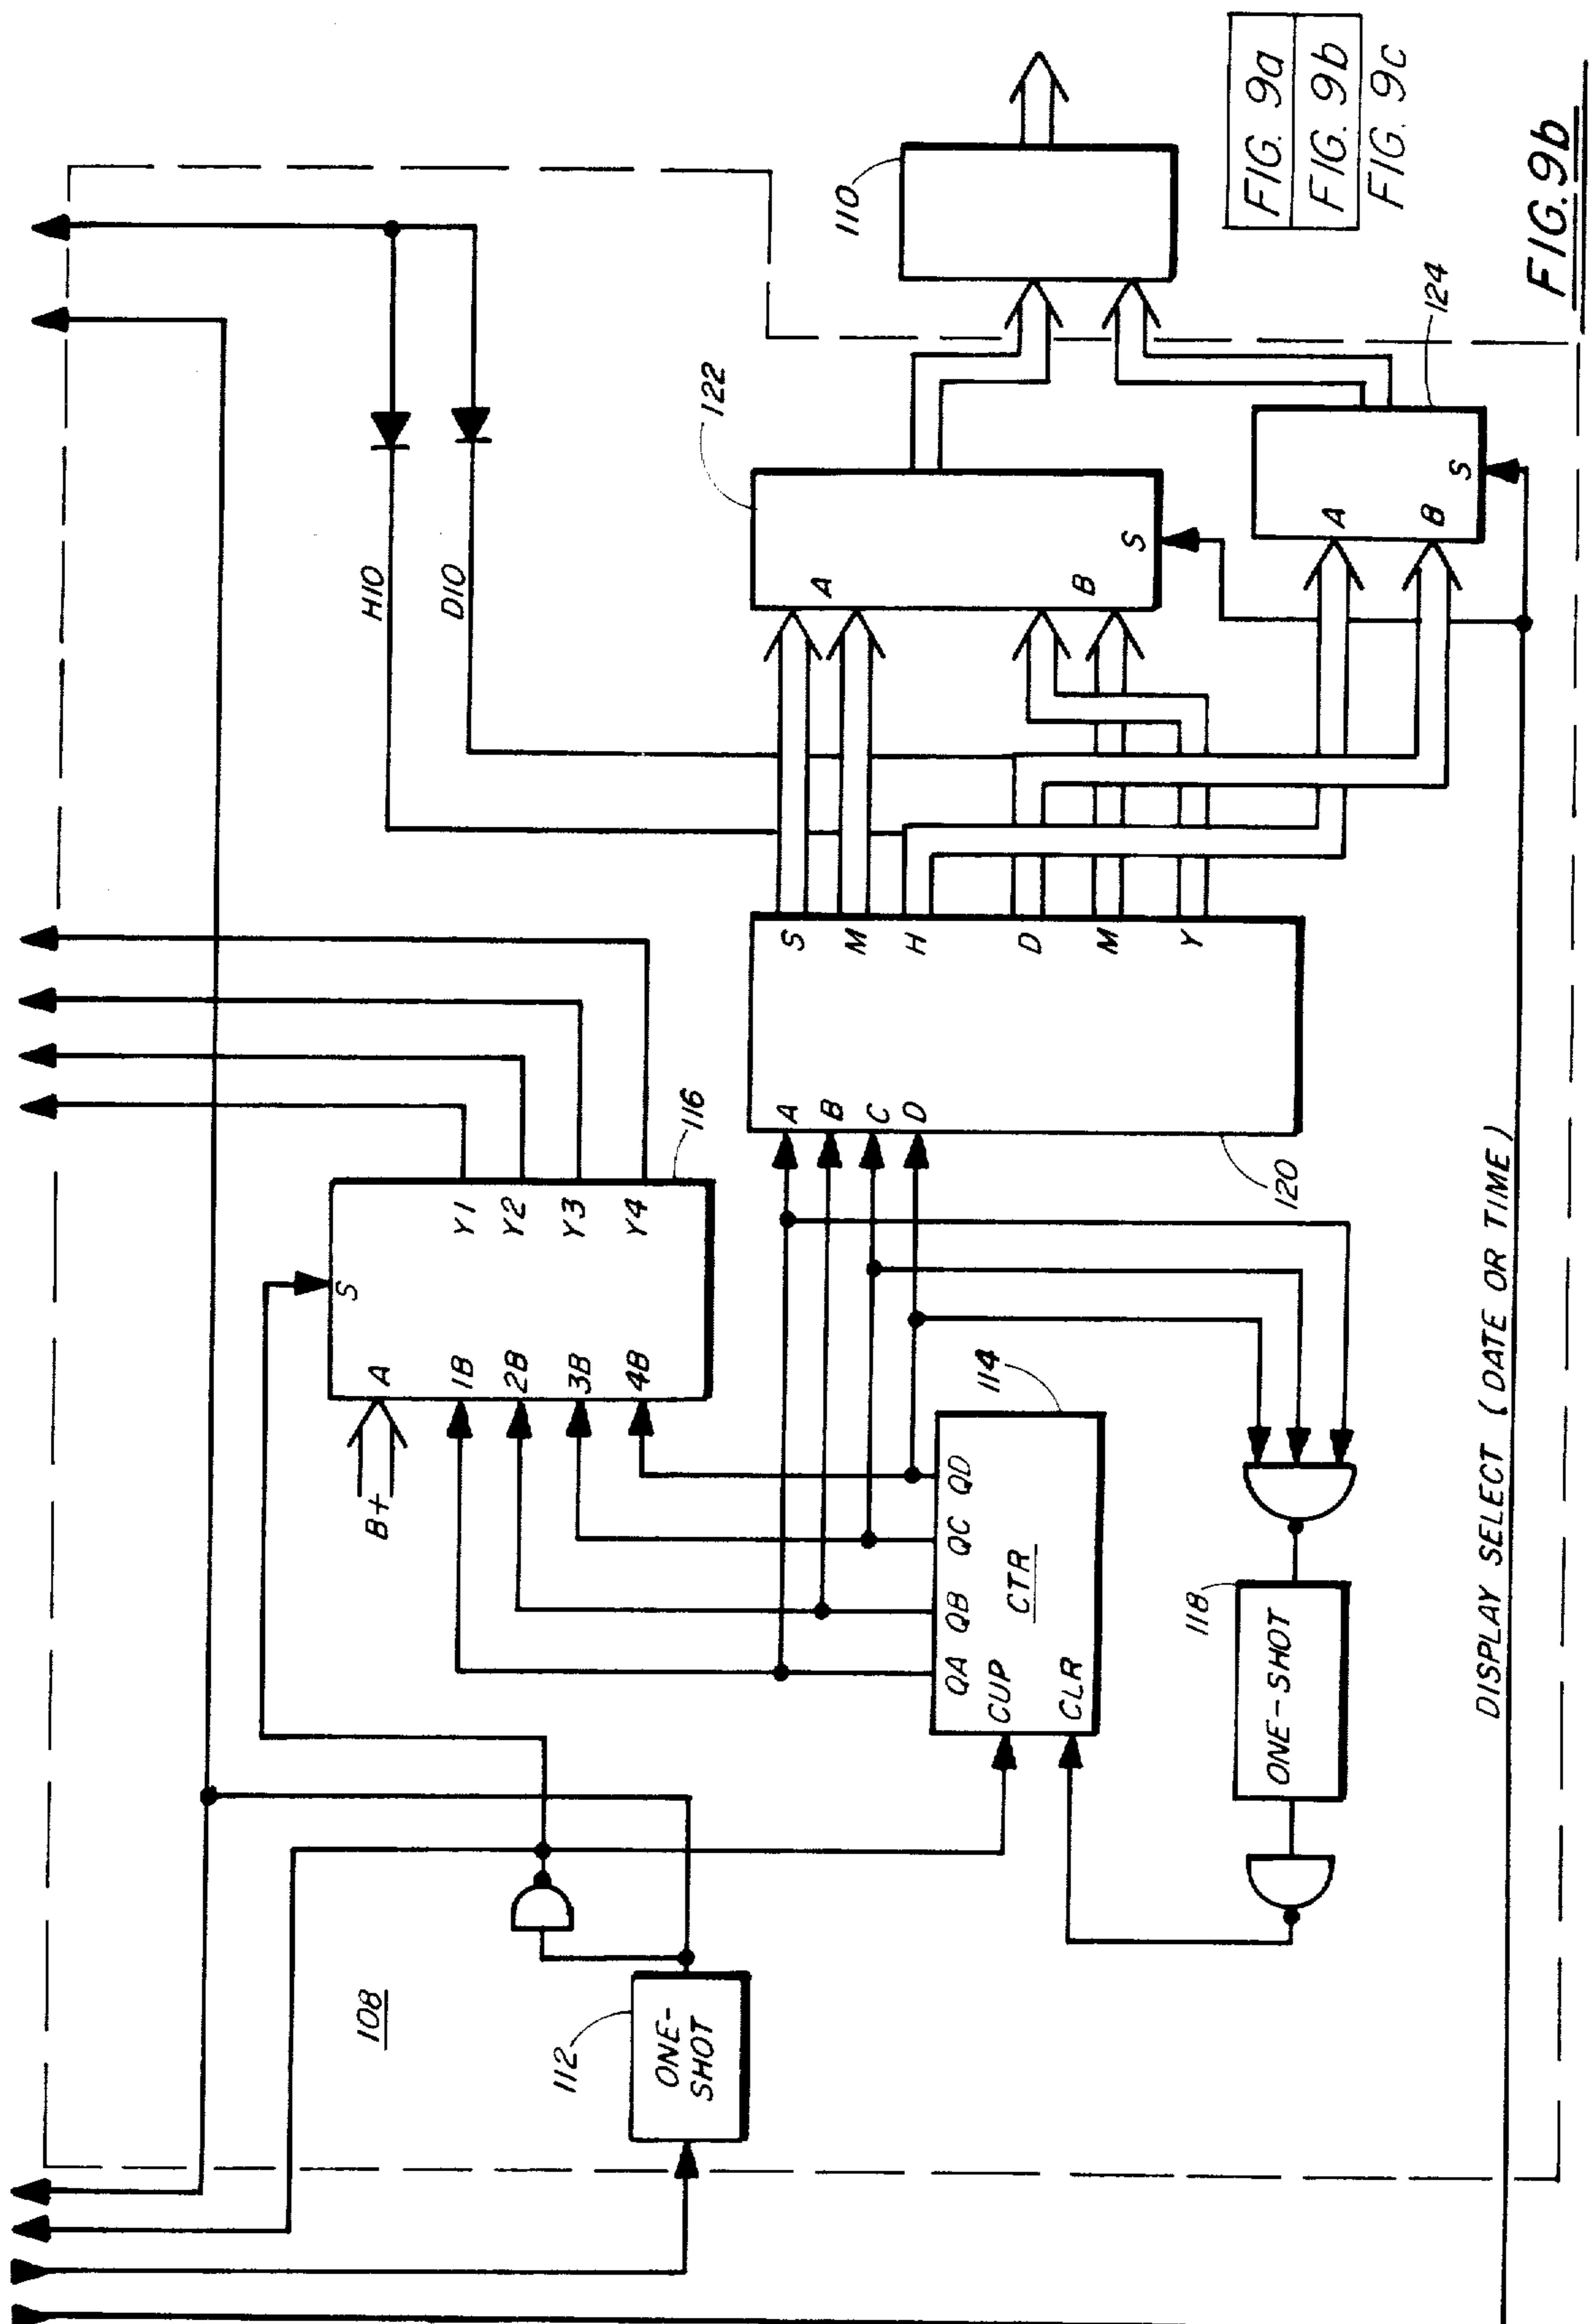 H10
D10
110
122
124
A
B
S
A
B
S
S
M
H
D
M
Y
A
B
C
D
120
116
S
A
B+
1B
2B
3B
4B
Y1
Y2
Y3
Y4
114
QA
QB
QC
QD
CUP
CTR
CLR
118
ONE-SHOT
108
112
ONE-
SHOT
DISPLAY SELECT (DATE OR TIME)
FIG. 9a
FIG. 9b
FIG. 9c
FIG. 9b